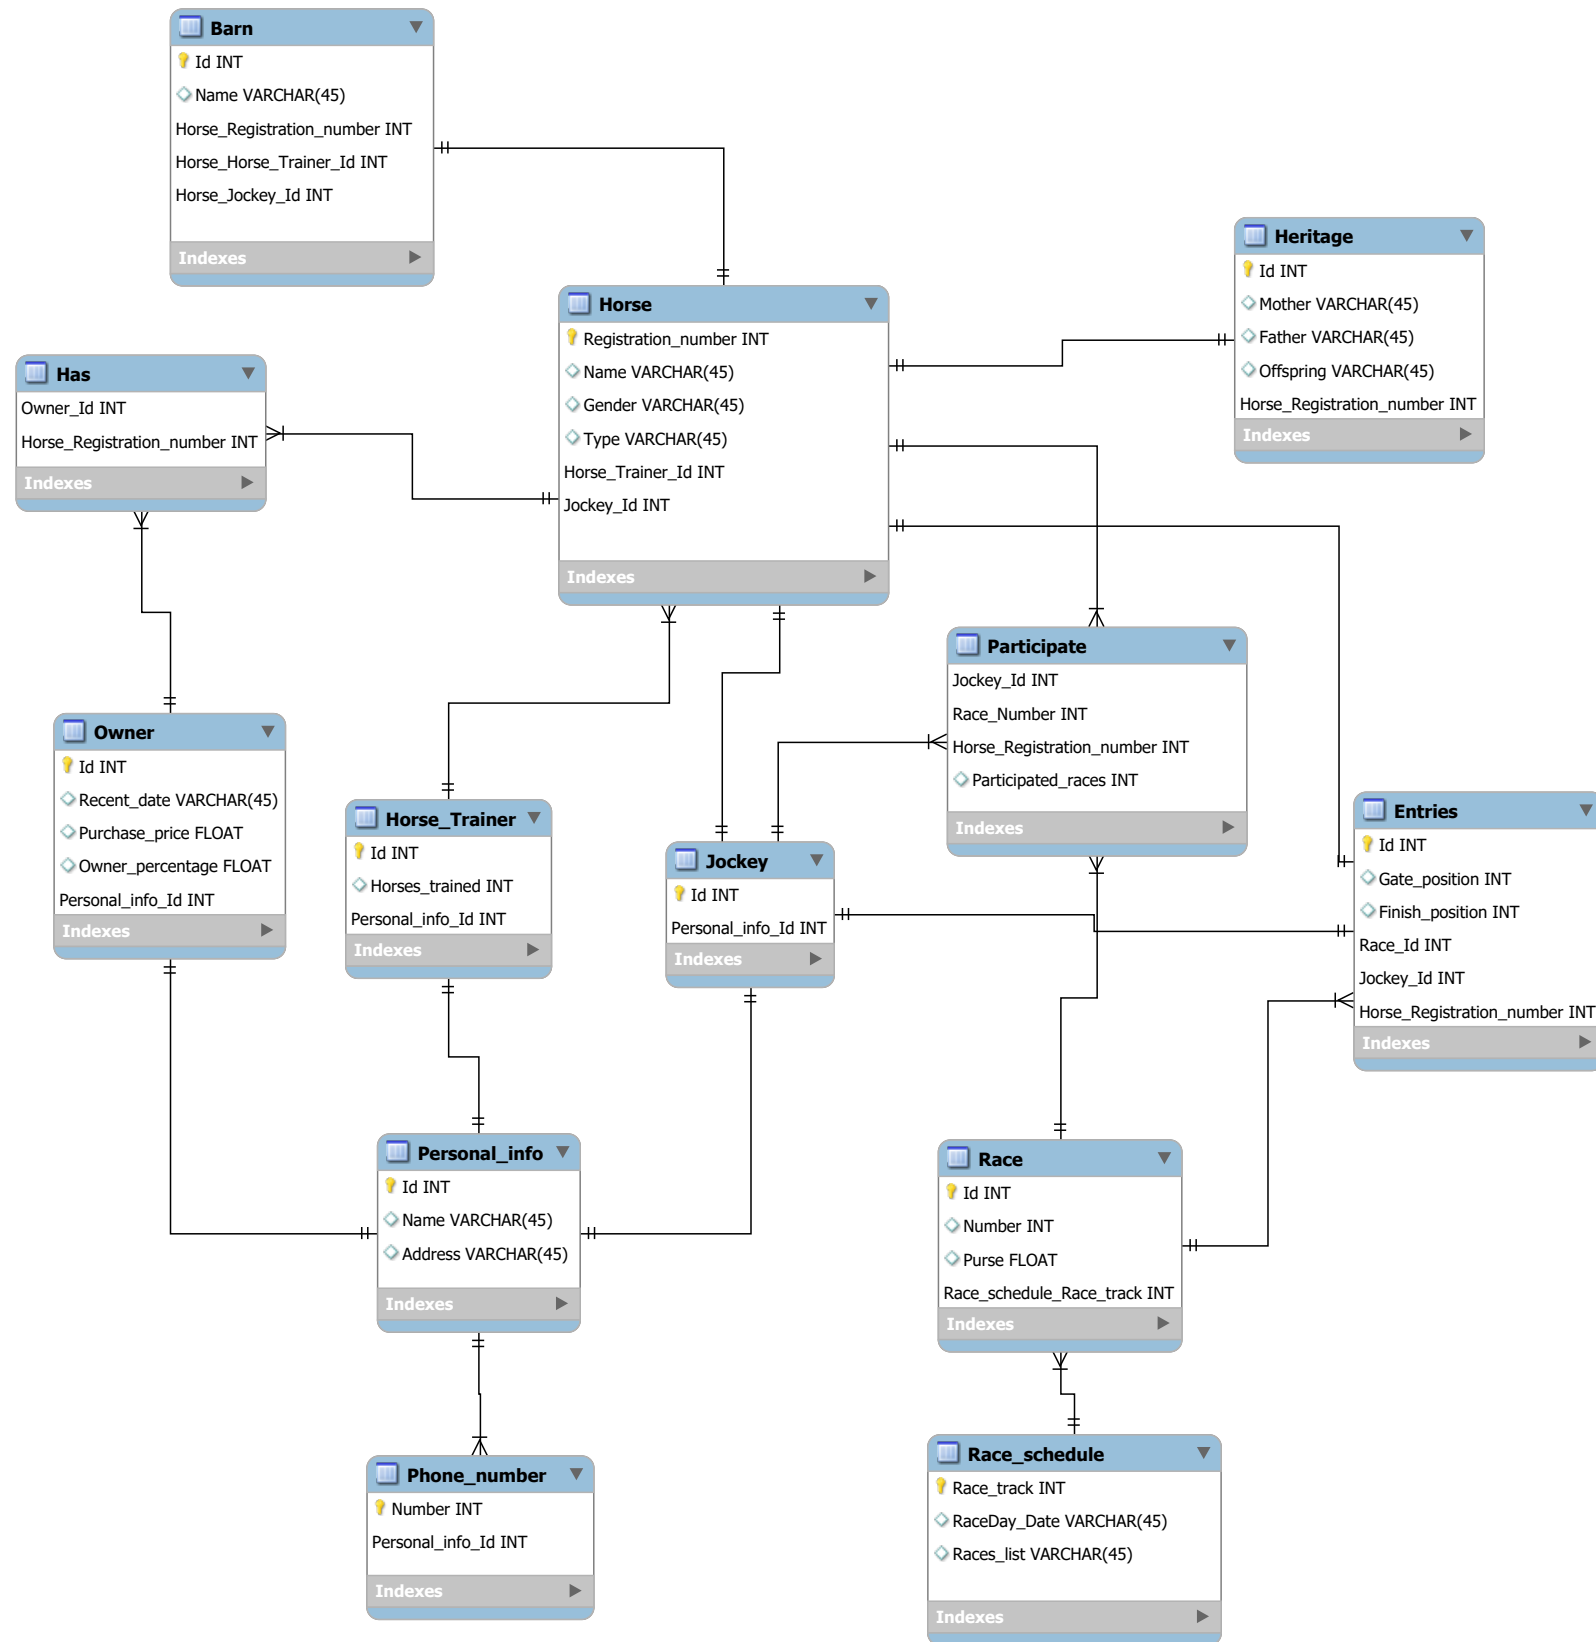 Barn
Id INT
Name VARCHAR(45)
Horse_Registration_number INT
Horse_Horse_Trainer_Id INT
Horse_Jockey_Id INT
Indexes
Heritage
Id INT
Mother VARCHAR(45)
Father VARCHAR(45)
Offspring VARCHAR(45)
Horse_Registration_number INT
Indexes
Horse
Registration_number INT
Name VARCHAR(45)
Gender VARCHAR(45)
Type VARCHAR(45)
Horse_Trainer_Id INT
Jockey_Id INT
Indexes
Has
Owner_Id INT
Horse_Registration_number INT
Indexes
Participate
Jockey_Id INT
Race_Number INT
Horse_Registration_number INT
Participated_races INT
Indexes
Owner
Id INT
Recent_date VARCHAR(45)
Purchase_price FLOAT
Owner_percentage FLOAT
Personal_info_Id INT
Indexes
Horse_Trainer
Id INT
Horses_trained INT
Personal_info_Id INT
Indexes
Jockey
Id INT
Personal_info_Id INT
Indexes
Entries
Id INT
Gate_position INT
Finish_position INT
Race_Id INT
Jockey_Id INT
Horse_Registration_number INT
Indexes
Personal_info
Id INT
Name VARCHAR(45)
Address VARCHAR(45)
Indexes
Race
Id INT
Number INT
Purse FLOAT
Race_schedule_Race_track INT
Indexes
Phone_number
Number INT
Personal_info_Id INT
Indexes
Race_schedule
Race_track INT
RaceDay_Date VARCHAR(45)
Races_list VARCHAR(45)
Indexes